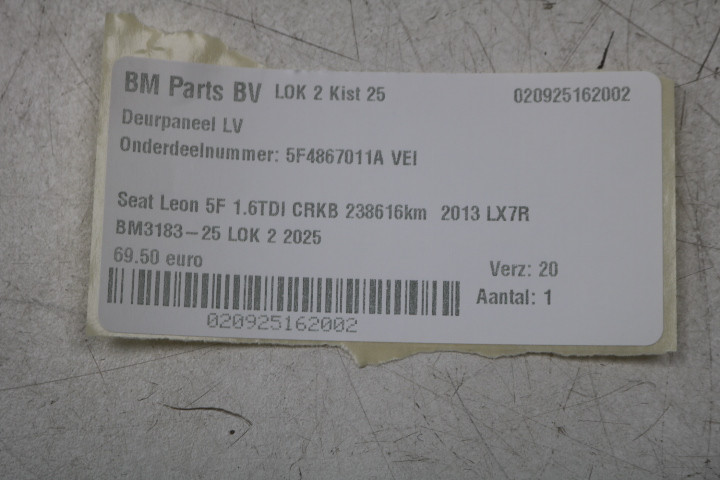 BM Parts BV LOK 2 Kist 25 020925162002
Deurpaneel LV
Onderdeelnummer: 5F4867011A VEI
Seat Leon 5F 1.6TDI CRKB 238616km 2013 LX7R
BM3183-25 LOK 2 2025
69.50 euro
Verz: 20
Aantal: 1
020925162002